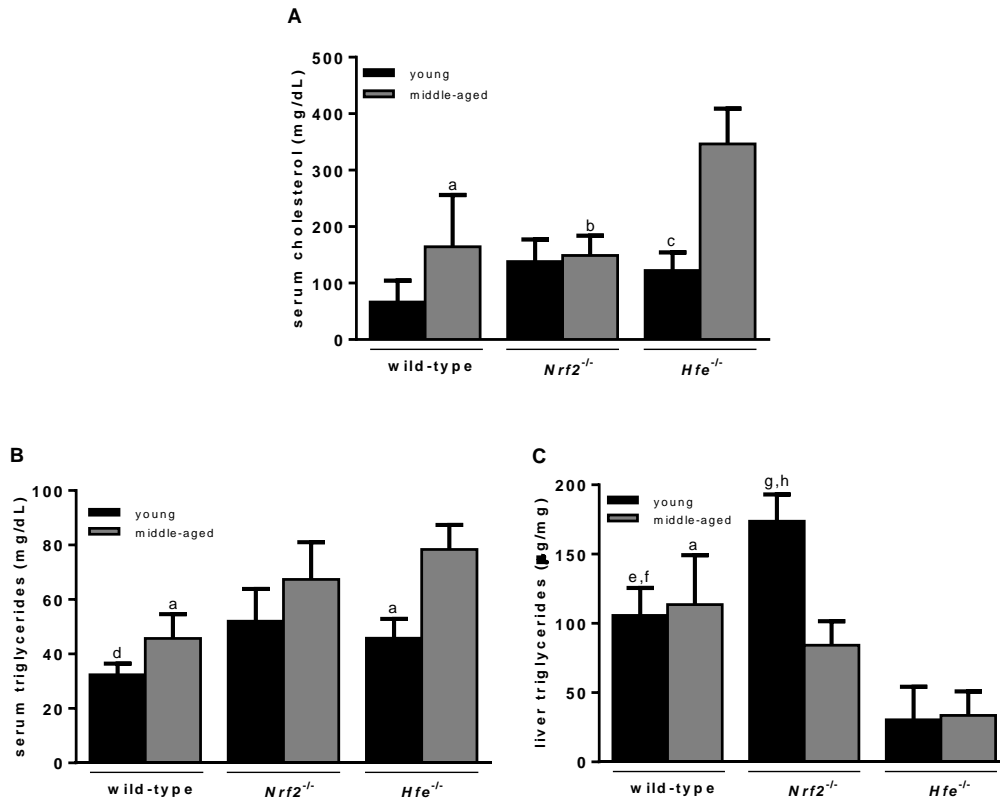 A
500
young
middle-aged
400
300
200
100
0
a
b
c
serum cholesterol (mg/dL)
wild-type Nrf2-/- Hfe-/-
B
100
young
middle-aged
80
60
40
20
0
d
a
a
serum triglycerides (mg/dL)
wild-type Nrf2-/- Hfe-/-
C
200
young
middle-aged
150
100
50
0
e,f
a
g,h
liver triglycerides (µg/mg)
wild-type Nrf2-/- Hfe-/-